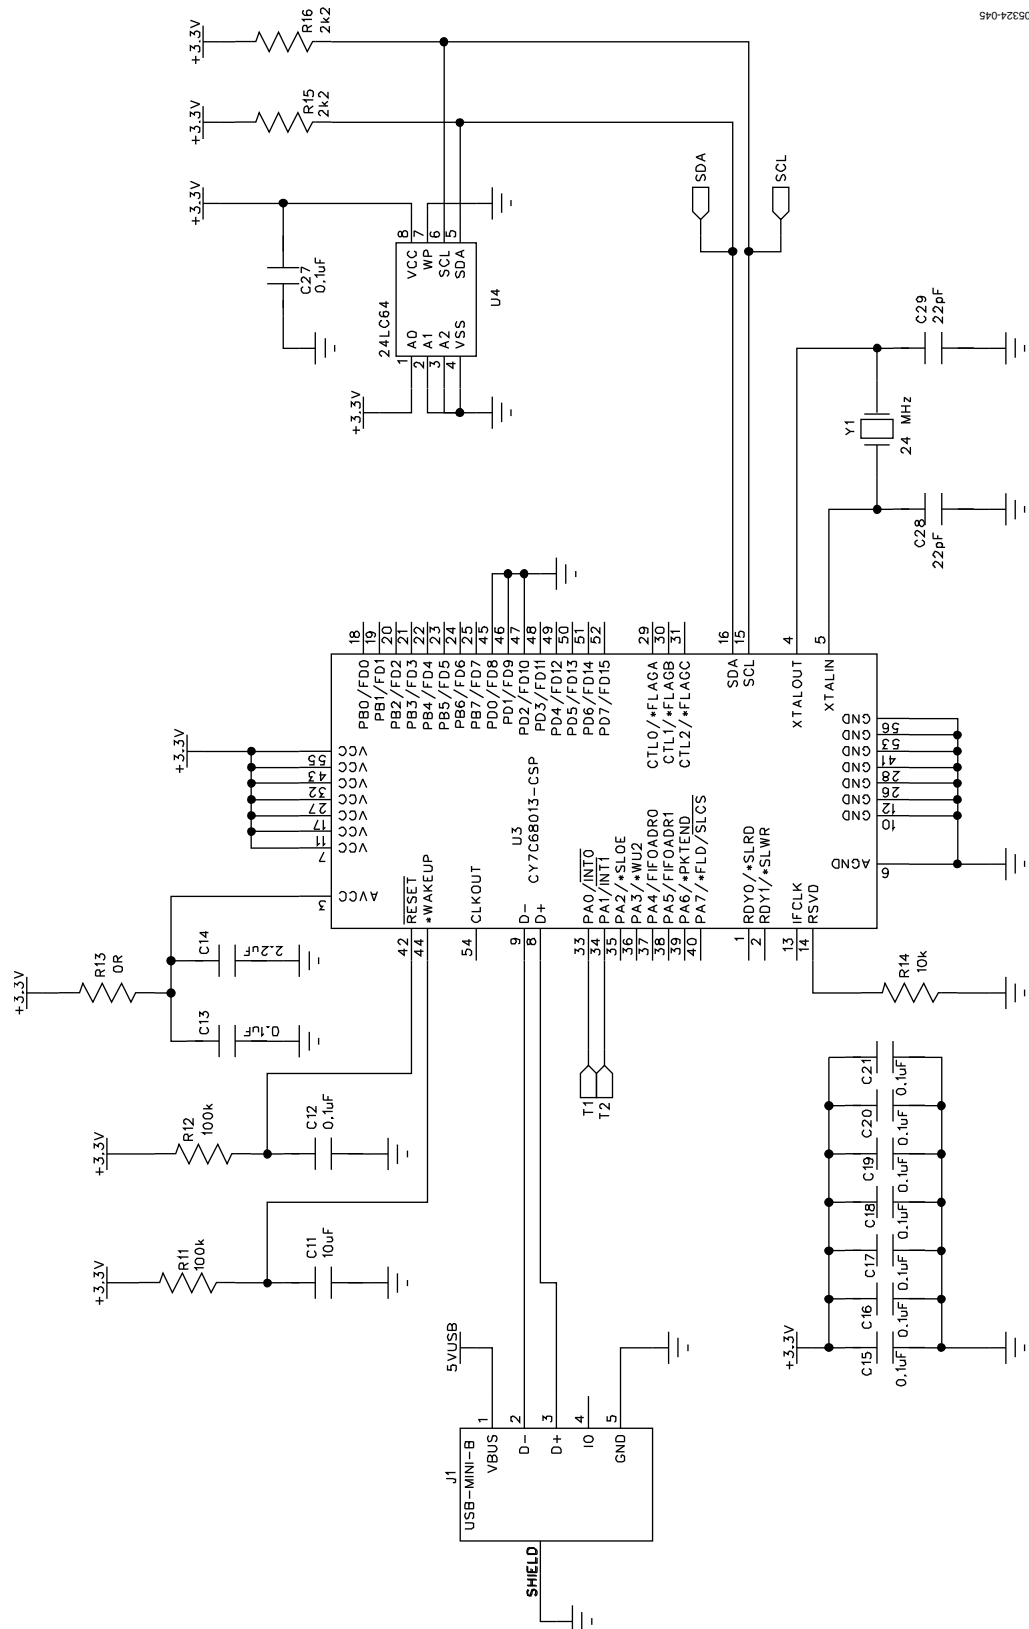 05324-045
+3.3V
R16
2k2
+3.3V
R15
2k2
+3.3V
C27
0.1uF
24LC64
U4
8
7
6
5
VCC
WP
SCL
SDA
A0
A1
A2
VSS
1
2
3
4
+3.3V
SDA
SCL
C29
22pF
Y1
24 MHz
C28
22pF
18
19
20
21
22
23
24
25
45
46
47
48
49
50
51
52
29
30
31
16
15
4
5
PB0/FD0
PB1/FD1
PB2/FD2
PB3/FD3
PB4/FD4
PB5/FD5
PB6/FD6
PB7/FD7
PD0/FD8
PD1/FD9
PD2/FD10
PD3/FD11
PD4/FD12
PD5/FD13
PD6/FD14
PD7/FD15
CTL0/*FLAGA
CTL1/*FLAGB
CTL2/*FLAGC
SDA
SCL
XTALOUT
XTALIN
+3.3V
VCC
55
VCC
43
VCC
32
VCC
27
VCC
17
VCC
11
VCC
7
AVCC
3
U3
CY7C68013-CSP
GND
56
GND
53
GND
41
GND
28
GND
26
GND
12
GND
10
AGND
6
RESET
*WAKEUP
CLKOUT
D-
D+
PA0/INT0
PA1/INT1
PA2/*SLOE
PA3/*WU2
PA4/FIFOADR0
PA5/FIFOADR1
PA6/*PKTEND
PA7/*FLD/SLCS
RDY0/*SLRD
RDY1/*SLWR
IFCLK
RSVD
42
44
54
9
8
33
34
35
36
37
38
39
40
1
2
13
14
+3.3V
R13
0R
C14
2.2uF
C13
0.1uF
R14
10k
T1
T2
+3.3V
R12
100k
C12
0.1uF
+3.3V
R11
100k
C11
10uF
C21
0.1uF
C20
0.1uF
C19
0.1uF
C18
0.1uF
C17
0.1uF
C16
0.1uF
C15
0.1uF
+3.3V
5VUSB
1
2
3
4
5
VBUS
D-
D+
IO
GND
J1
USB-MINI-B
SHIELD